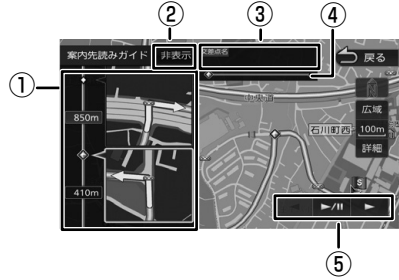 ② ③ ④
案内先読みガイド 非表示 交差点名 戻る
①
広域
850m
石川町西 100m
詳細
410m
S
▶/II ▶
⑤